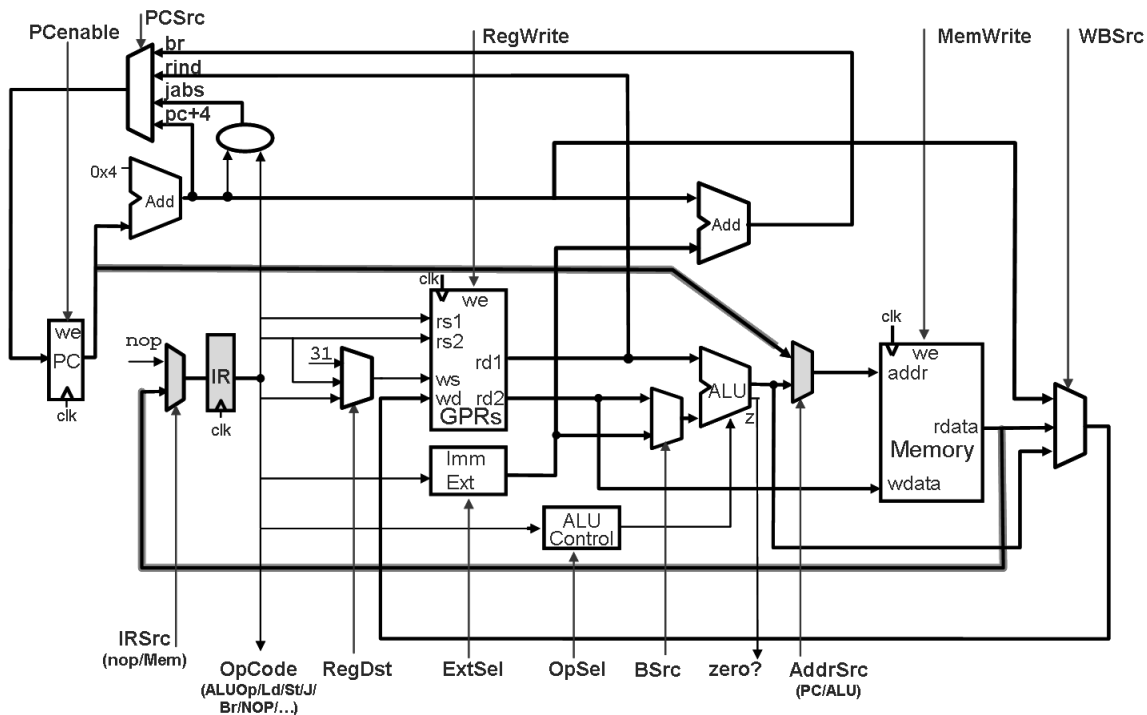 PCSrc
PCenable
RegWrite
MemWrite
WBSrc
br
rind
jabs
pc+4
0x4
Add
Add
clk
we
rs1
rs2
31
ws
wd
rd1
rd2
GPRs
we
PC
clk
nop
IR
clk
ALU
z
clk
we
addr
rdata
Memory
wdata
Imm
Ext
ALU
Control
IRSrc
(nop/Mem)
OpCode
(ALUOp/Ld/St/J/
Br/NOP/...)
RegDst
ExtSel
OpSel
BSrc
zero?
AddrSrc
(PC/ALU)